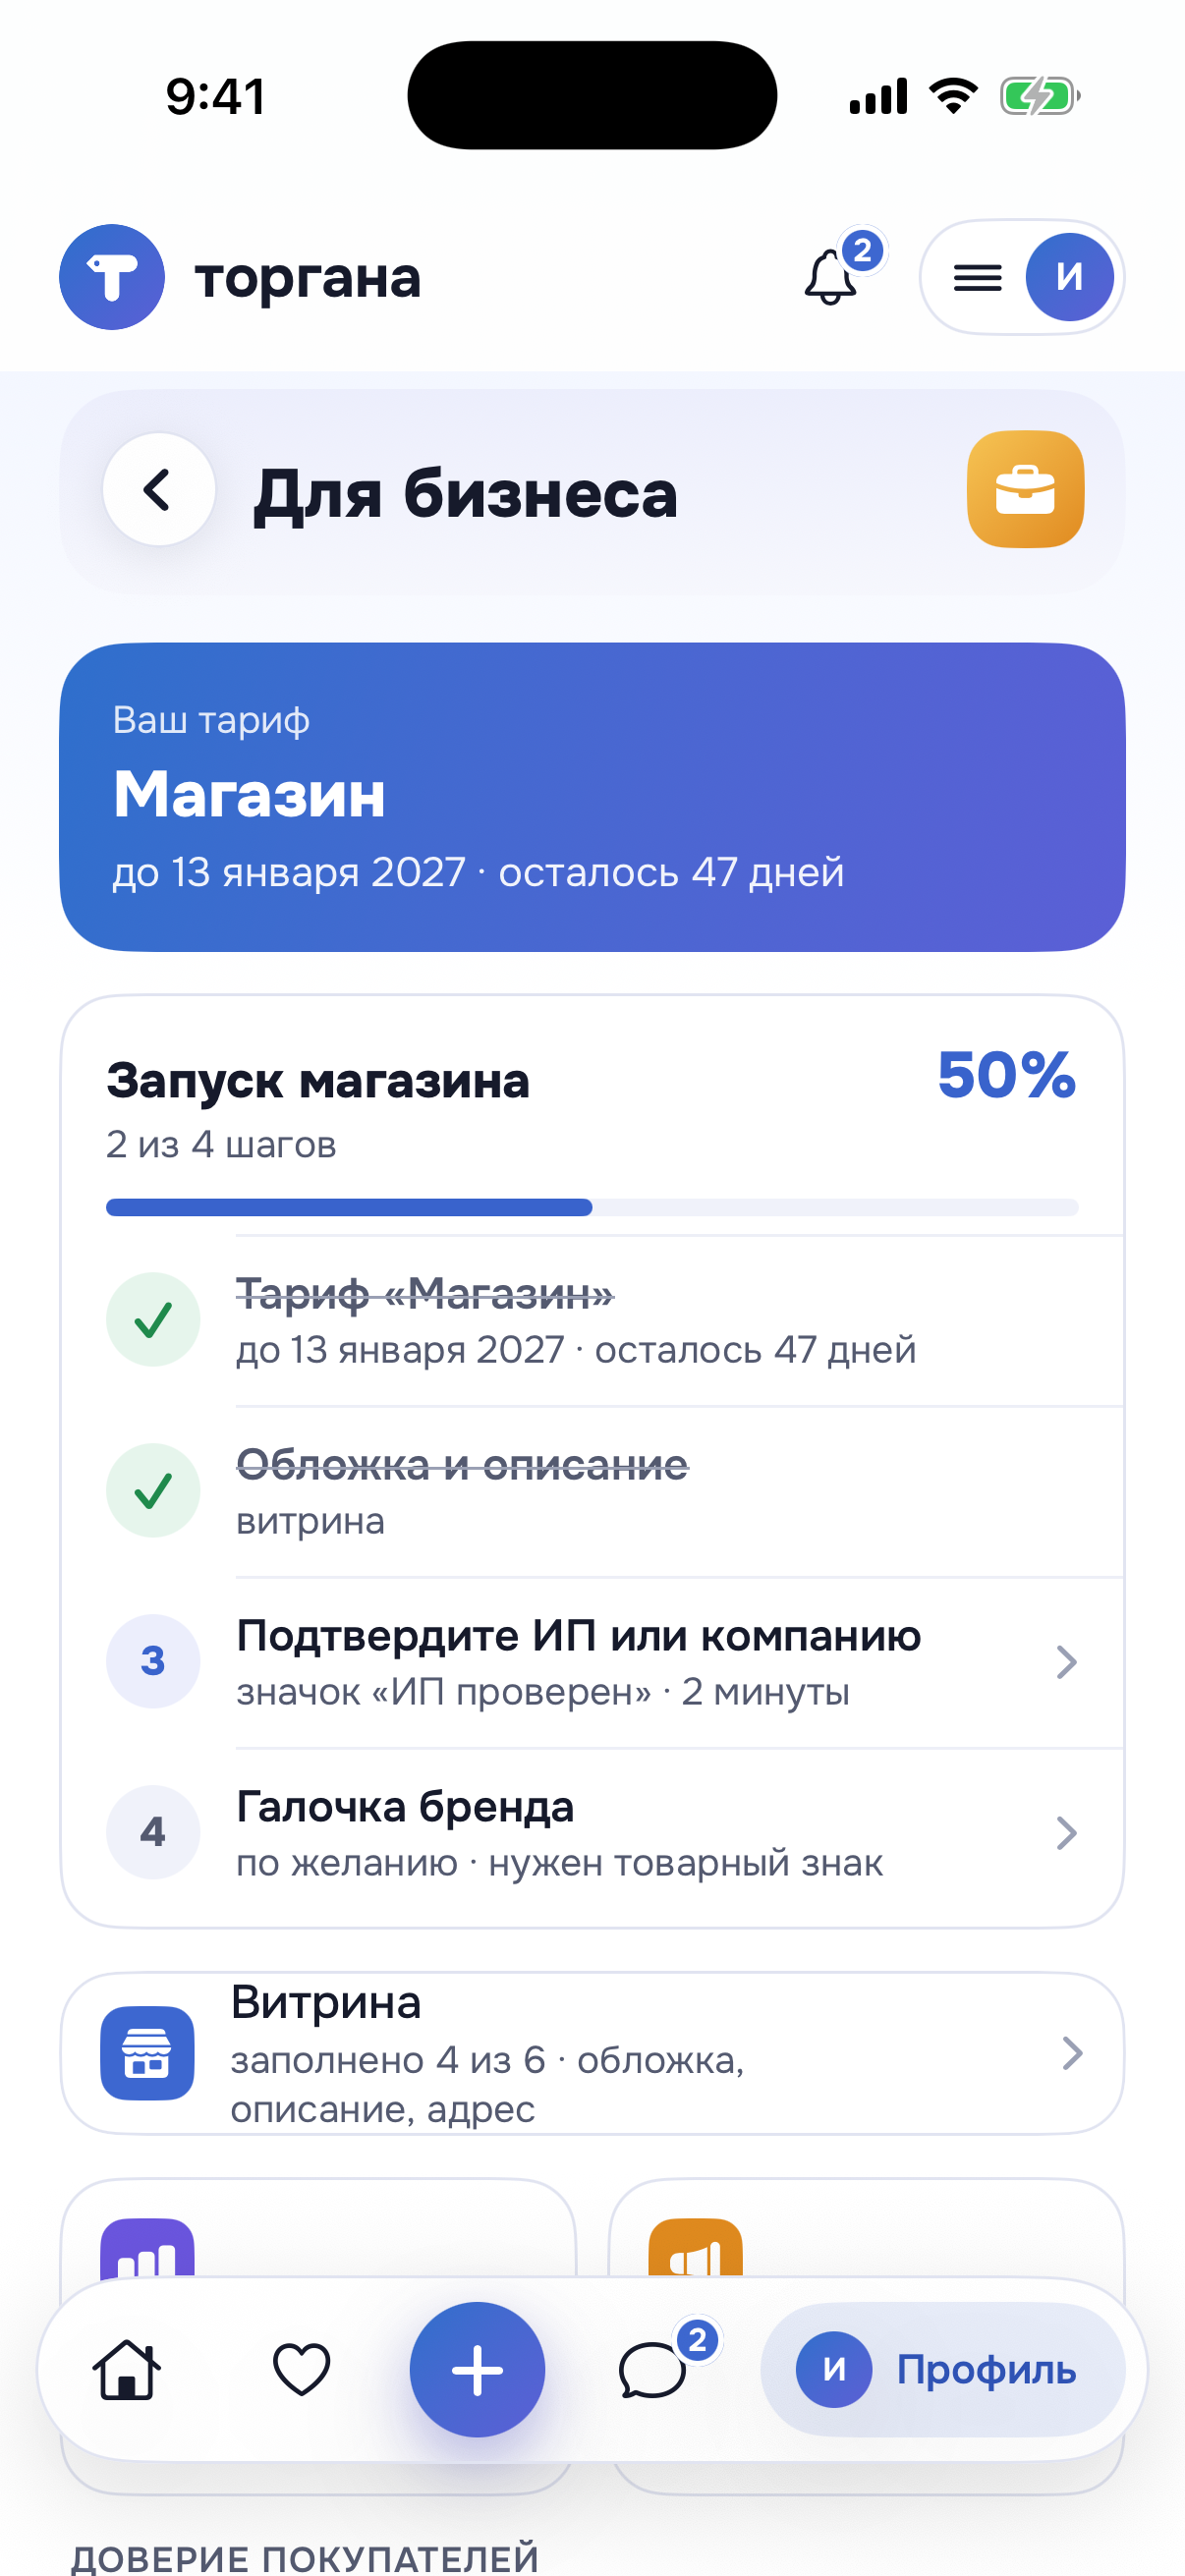 9:41
торгана
2
И
Для бизнеса
Ваш тариф
Магазин
до 13 января 2027 · осталось 47 дней
Запуск магазина
50%
2 из 4 шагов
Тариф «Магазин»
до 13 января 2027 · осталось 47 дней
Обложка и описание
витрина
3
Подтвердите ИП или компанию
значок «ИП проверен» · 2 минуты
4
Галочка бренда
по желанию · нужен товарный знак
Витрина
заполнено 4 из 6 · обложка,
описание, адрес
2
И
Профиль
ДОВЕРИЕ ПОКУПАТЕЛЕЙ